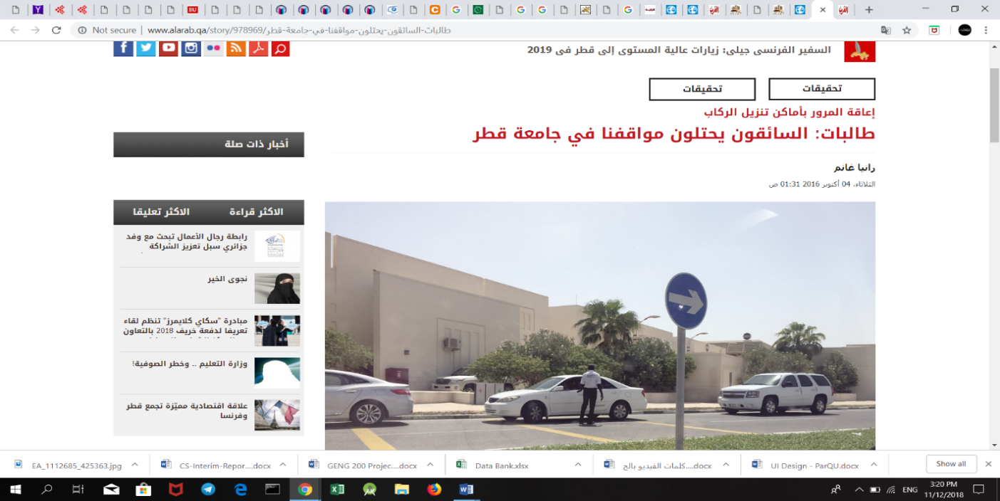 Not secure | www.alarab.qa/story/978969/طالبات-السائقون-يحتلون-مواقفنا-في-جامعة-قطر
السفير الفرنسي جيلي: زيارات عالية المستوى إلى قطر في 2019
تحقيقات
تحقيقات
إعاقة المرور بأماكن تنزيل الركاب
طالبات: السائقون يحتلون مواقفنا في جامعة قطر
رانيا غانم
الثلاثاء، 04 أكتوبر 2016 01:31 ص
أخبار ذات صلة
الاكثر قراءة
الاكثر تعليقا
رابطة رجال الأعمال تبحث مع وفد
جزائري سبل تعزيز الشراكة
نجوى الخير
مبادرة "سكاي كلايمرز" تنظم لقاء
تعريفا لدفعة خريف 2018 بالتعاون
وزارة التعليم .. وخطر الصوفية!
علاقة اقتصادية مميّزة تجمع قطر
وفرنسا
EA_1112685_425363.jpg
CS-Interim-Repor....docx
GENG 200 Projec....docx
Data Bank.xlsx
كلمات الفيديو بالح....docx
UI Design - ParQU.docx
Show all
ENG
3:20 PM
11/12/2018